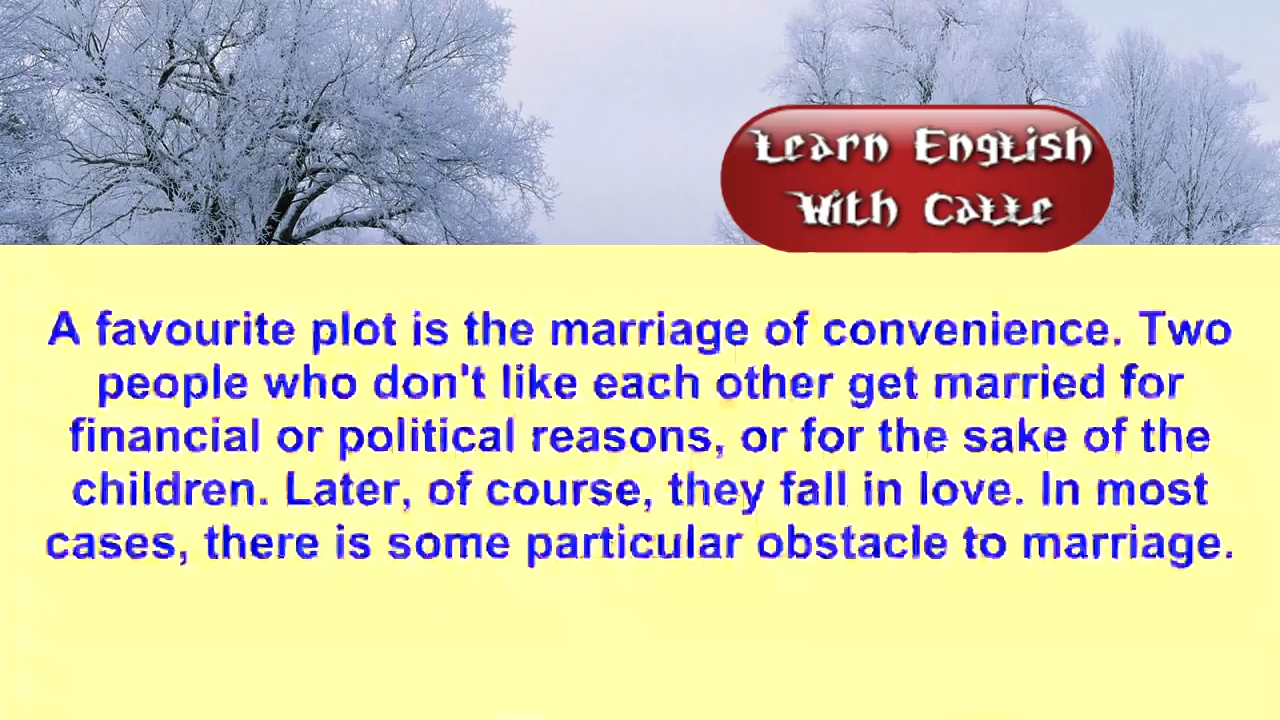 Learn English
With Catte
A favourite plot is the marriage of convenience. Two
people who don't like each other get married for
financial or political reasons, or for the sake of the
children. Later, of course, they fall in love. In most
cases, there is some particular obstacle to marriage.